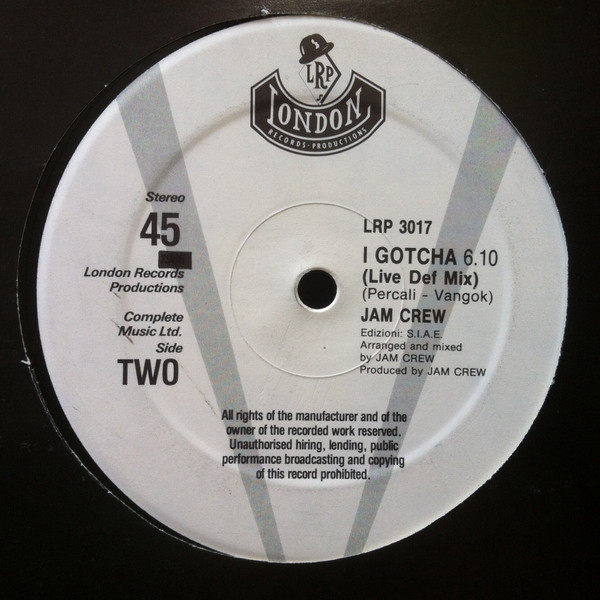 LRP
LONDON
RECORDS · PRODUCTIONS
Stereo
45
London Records
Productions
Complete
Music Ltd.
Side
TWO
LRP 3017
I GOTCHA 6.10
(Live Def Mix)
(Percali - Vangok)
JAM CREW
Edizioni: S.I.A.E.
Arranged and mixed
by JAM CREW
Produced by JAM CREW
All rights of the manufacturer and of the
owner of the recorded work reserved.
Unauthorised hiring, lending, public
performance broadcasting and copying
of this record prohibited.